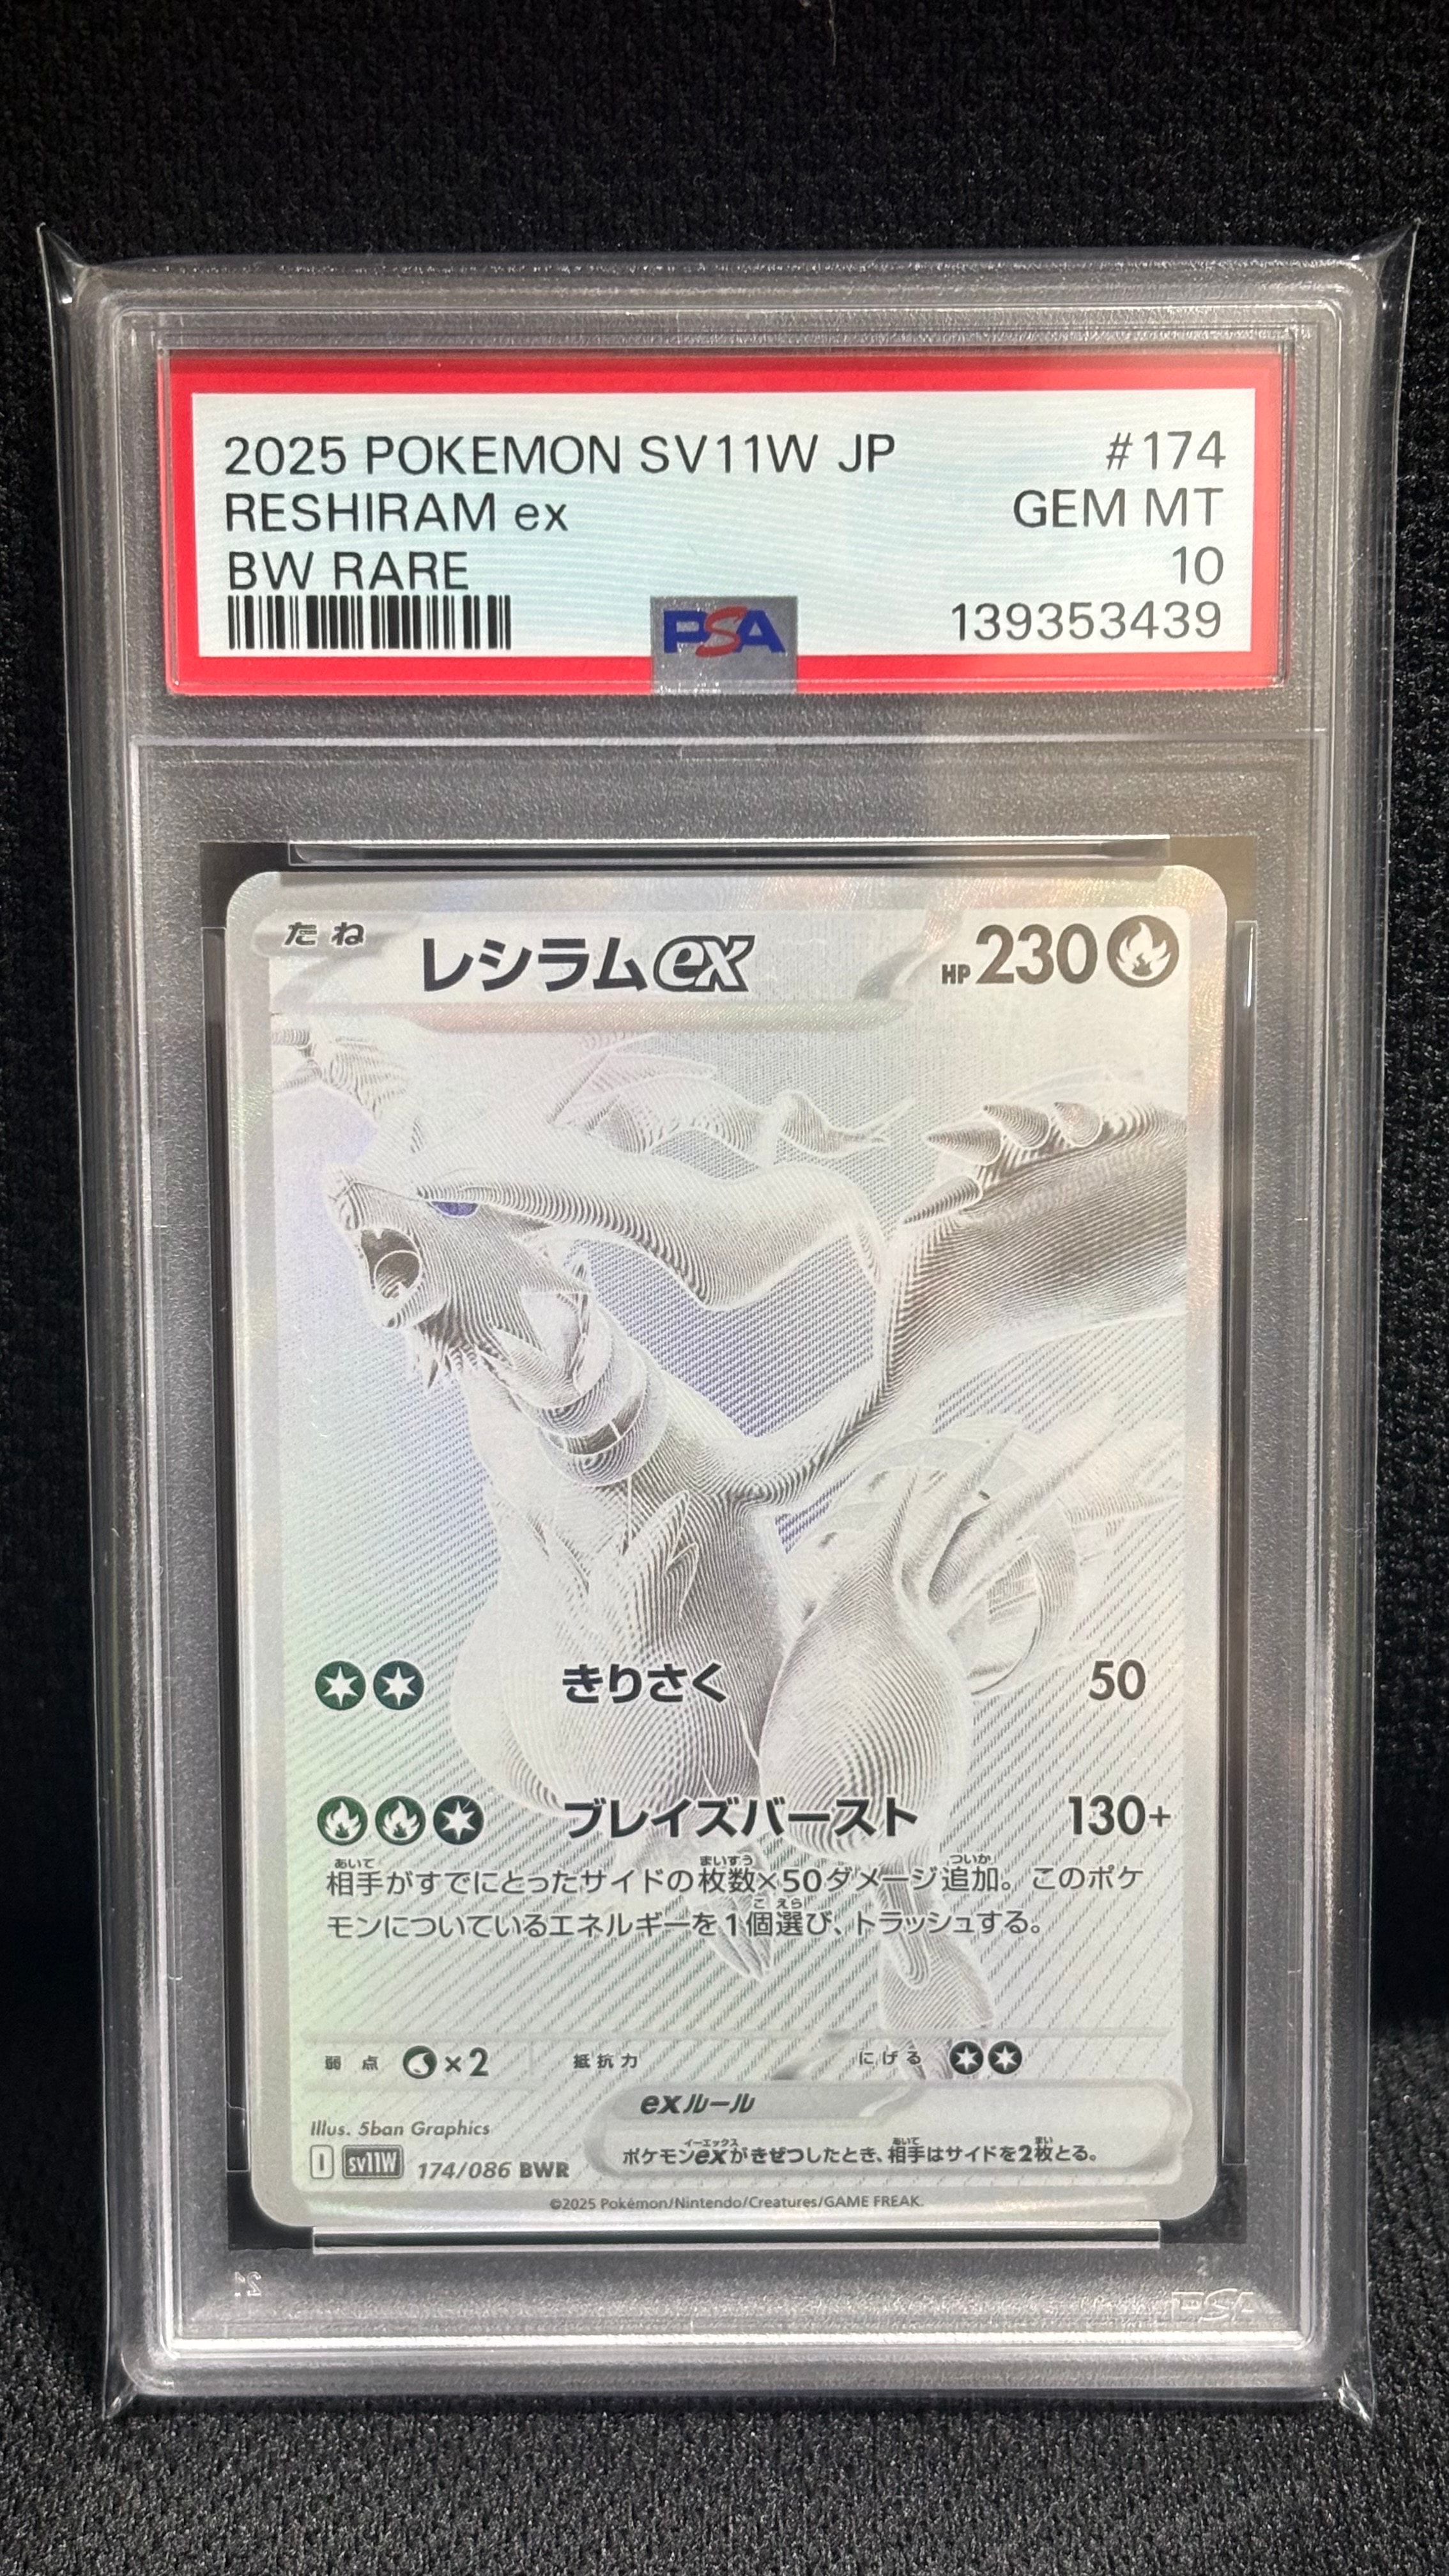 2025 POKEMON SV11W JP #174
RESHIRAM ex GEM MT
BW RARE 10
PSA 139353439
たね レシラムex HP230
きりさく 50
ブレイズバースト 130+
相手がすでにとったサイドの枚数×50ダメージ追加。このポケ
モンについているエネルギーを1個選び、トラッシュする。
弱点 ×2 抵抗力 にげる
exルール
ポケモンexがきぜつしたとき、相手はサイドを2枚とる。
Illus. 5ban Graphics
I sv11W 174/086 BWR
©2025 Pokémon/Nintendo/Creatures/GAME FREAK.
PSA